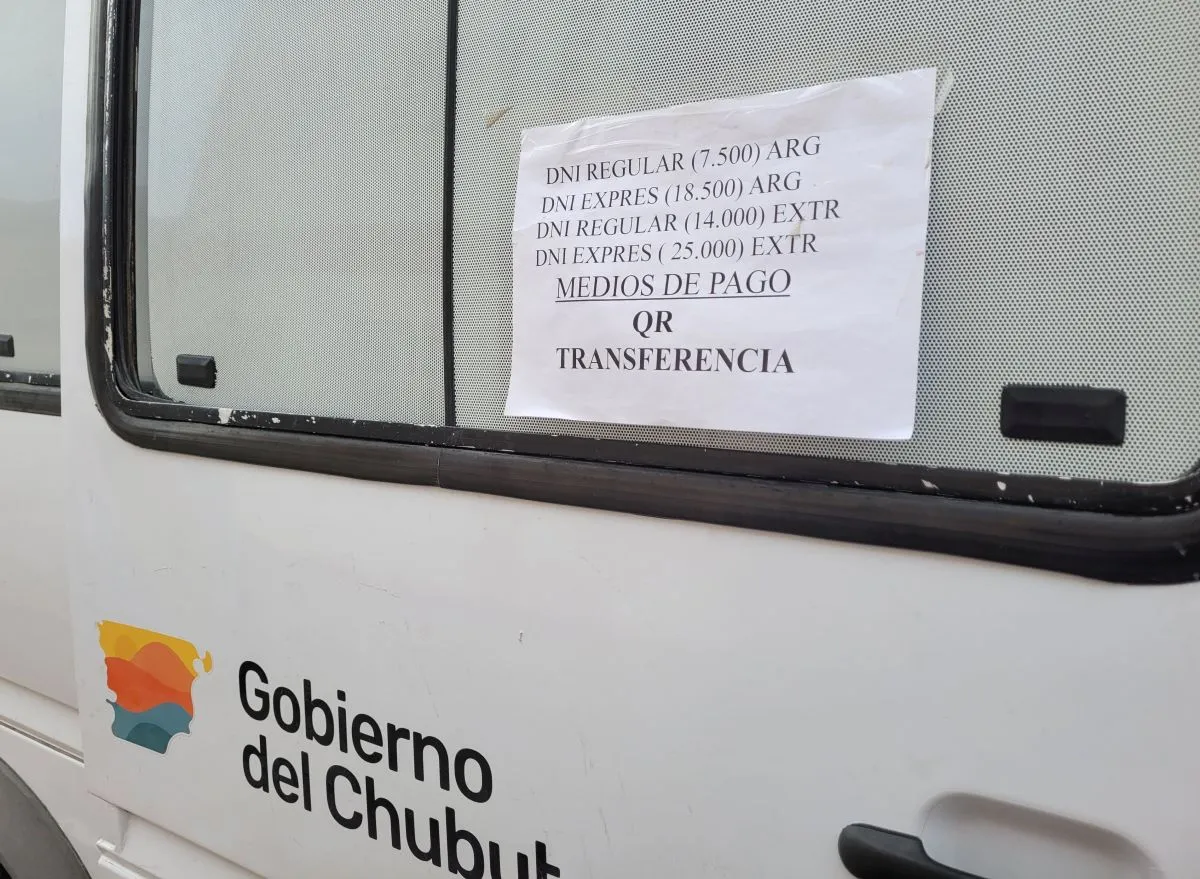 DNI REGULAR (7.500) ARG
DNI EXPRES (18.500) ARG
DNI REGULAR (14.000) EXTR
DNI EXPRES ( 25.000) EXTR
MEDIOS DE PAGO
QR
TRANSFERENCIA
Gobierno
del Chubut